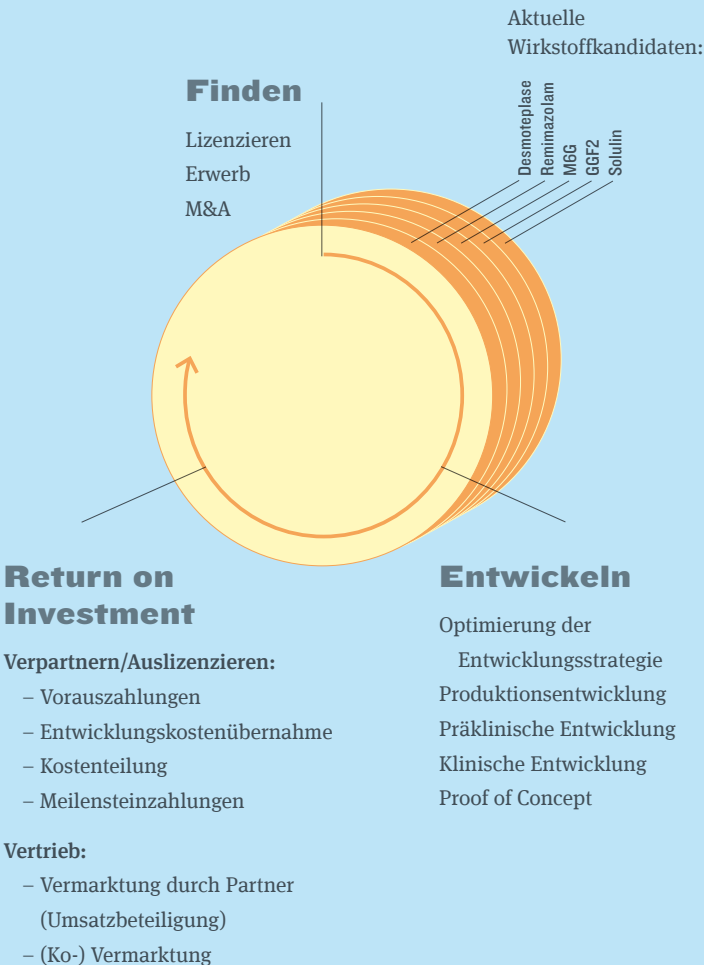 Aktuelle
Wirkstoffkandidaten:
Desmoteplase
Remimazolam
M6G
GGF2
Solulin
Finden
Lizenzieren
Erwerb
M&A
Return on
Investment
Verpartnern/Auslizenzieren:
– Vorauszahlungen
– Entwicklungskostenübernahme
– Kostenteilung
– Meilensteinzahlungen
Vertrieb:
– Vermarktung durch Partner
(Umsatzbeteiligung)
– (Ko-) Vermarktung
Entwickeln
Optimierung der
Entwicklungsstrategie
Produktionsentwicklung
Präklinische Entwicklung
Klinische Entwicklung
Proof of Concept